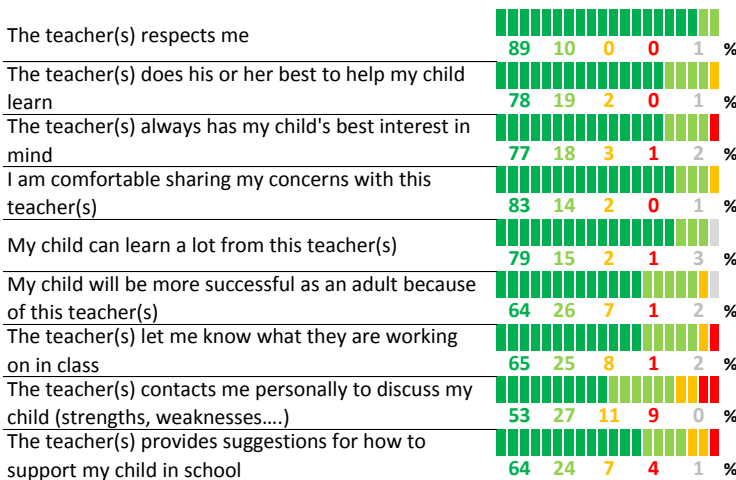 The teacher(s) respects me
89 10 0 0 1 %
The teacher(s) does his or her best to help my child
learn
78 19 2 0 1 %
The teacher(s) always has my child's best interest in
mind
77 18 3 1 2 %
I am comfortable sharing my concerns with this
teacher(s)
83 14 2 0 1 %
My child can learn a lot from this teacher(s)
79 15 2 1 3 %
My child will be more successful as an adult because
of this teacher(s)
64 26 7 1 2 %
The teacher(s) let me know what they are working
on in class
65 25 8 1 2 %
The teacher(s) contacts me personally to discuss my
child (strengths, weaknesses....)
53 27 11 9 0 %
The teacher(s) provides suggestions for how to
support my child in school
64 24 7 4 1 %